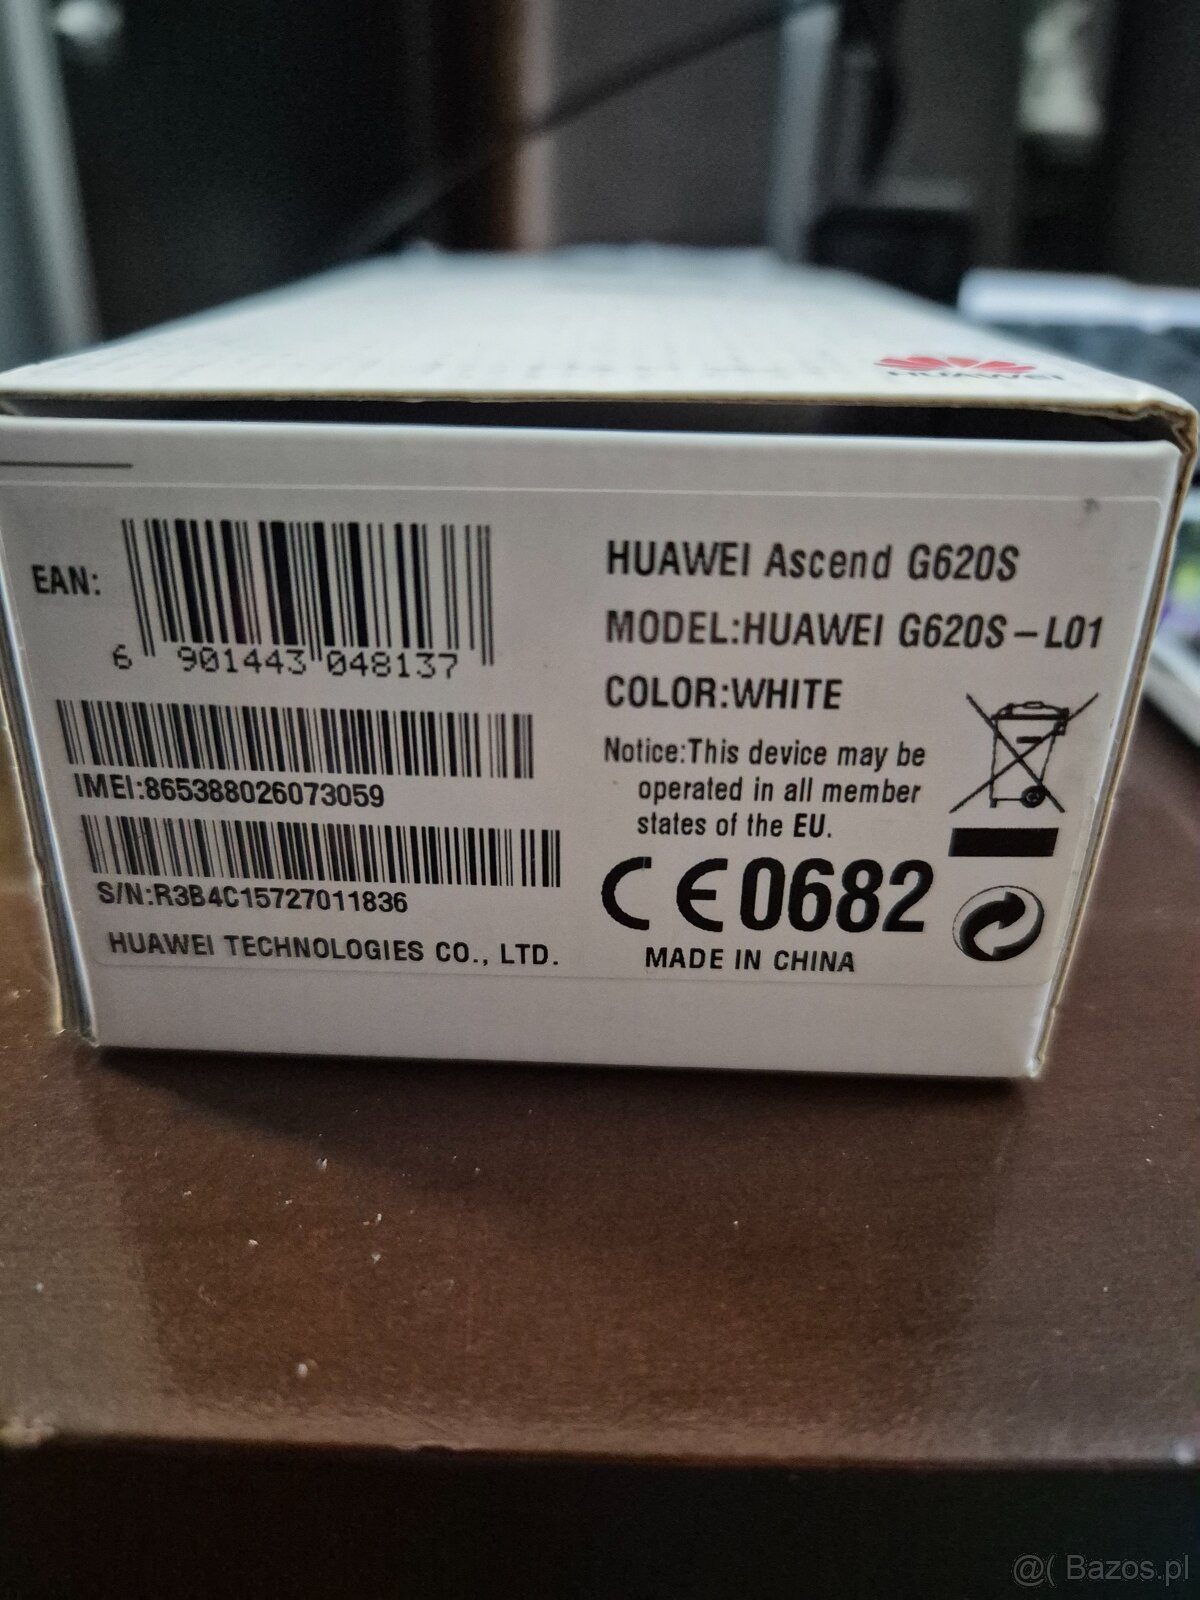 HUAWEI
EAN:
6 901443 048137
IMEI:865388026073059
S/N:R3B4C15727011836
HUAWEI TECHNOLOGIES CO., LTD.
HUAWEI Ascend G620S
MODEL:HUAWEI G620S-L01
COLOR:WHITE
Notice:This device may be
operated in all member
states of the EU.
CE0682
MADE IN CHINA
@( Bazos.pl